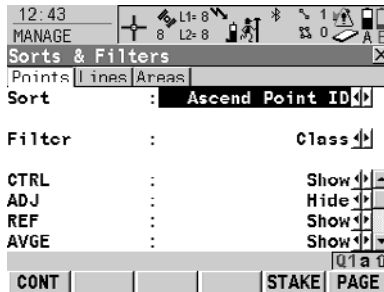 12:43
MANAGE
L1= 8
8 L2= 8
1
0
A B
Sorts & Filters
Points Lines Areas
Sort : Ascend Point ID
Filter : Class
CTRL : Show
ADJ : Hide
REF : Show
AVGE : Show
Q1a
CONT STAKE PAGE